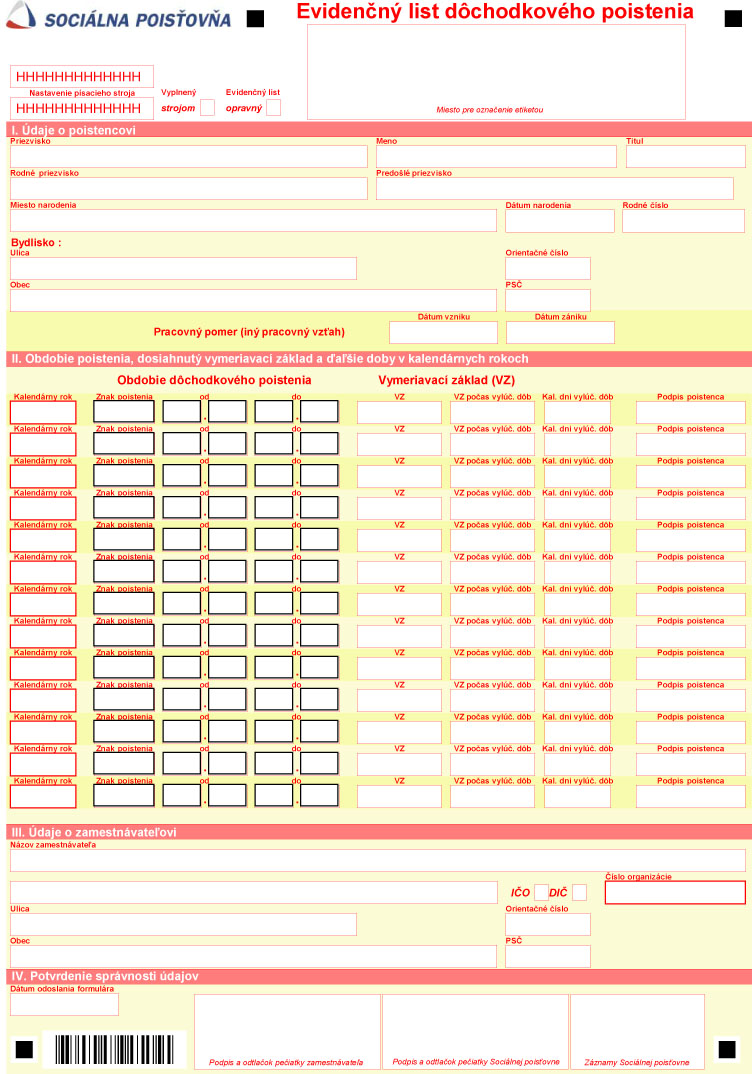 SOCIÁLNA POISŤOVŇA
Evidenčný list dôchodkového poistenia
HHHHHHHHHHHHH
Nastavenie písacieho stroja
HHHHHHHHHHHHH
Vyplnený
strojom
Evidenčný list
opravný
Miesto pre označenie etiketou
I. Údaje o poistencovi
Priezvisko Meno Titul
Rodné priezvisko Predošlé priezvisko
Miesto narodenia Dátum narodenia Rodné číslo
Bydlisko :
Ulica Orientačné číslo
Obec PSČ
Dátum vzniku Dátum zániku
Pracovný pomer (iný pracovný vzťah)
II. Obdobie poistenia, dosiahnutý vymeriavací základ a ďaľšie doby v kalendárnych rokoch
Obdobie dôchodkového poistenia Vymeriavací základ (VZ)
Kalendárny rok Znak poistenia od do VZ VZ počas vylúč. dôb Kal. dni vylúč. dôb Podpis poistenca
Kalendárny rok Znak poistenia od do VZ VZ počas vylúč. dôb Kal. dni vylúč. dôb Podpis poistenca
Kalendárny rok Znak poistenia od do VZ VZ počas vylúč. dôb Kal. dni vylúč. dôb Podpis poistenca
Kalendárny rok Znak poistenia od do VZ VZ počas vylúč. dôb Kal. dni vylúč. dôb Podpis poistenca
Kalendárny rok Znak poistenia od do VZ VZ počas vylúč. dôb Kal. dni vylúč. dôb Podpis poistenca
Kalendárny rok Znak poistenia od do VZ VZ počas vylúč. dôb Kal. dni vylúč. dôb Podpis poistenca
Kalendárny rok Znak poistenia od do VZ VZ počas vylúč. dôb Kal. dni vylúč. dôb Podpis poistenca
Kalendárny rok Znak poistenia od do VZ VZ počas vylúč. dôb Kal. dni vylúč. dôb Podpis poistenca
Kalendárny rok Znak poistenia od do VZ VZ počas vylúč. dôb Kal. dni vylúč. dôb Podpis poistenca
Kalendárny rok Znak poistenia od do VZ VZ počas vylúč. dôb Kal. dni vylúč. dôb Podpis poistenca
Kalendárny rok Znak poistenia od do VZ VZ počas vylúč. dôb Kal. dni vylúč. dôb Podpis poistenca
Kalendárny rok Znak poistenia od do VZ VZ počas vylúč. dôb Kal. dni vylúč. dôb Podpis poistenca
Kalendárny rok Znak poistenia od do VZ VZ počas vylúč. dôb Kal. dni vylúč. dôb Podpis poistenca
III. Údaje o zamestnávateľovi
Názov zamestnávateľa
Číslo organizácie
IČO DIČ
Ulica Orientačné číslo
Obec PSČ
IV. Potvrdenie správnosti údajov
Dátum odoslania formulára
Podpis a odtlačok pečiatky zamestnávateľa Podpis a odtlačok pečiatky Sociálnej poisťovne Záznamy Sociálnej poisťovne